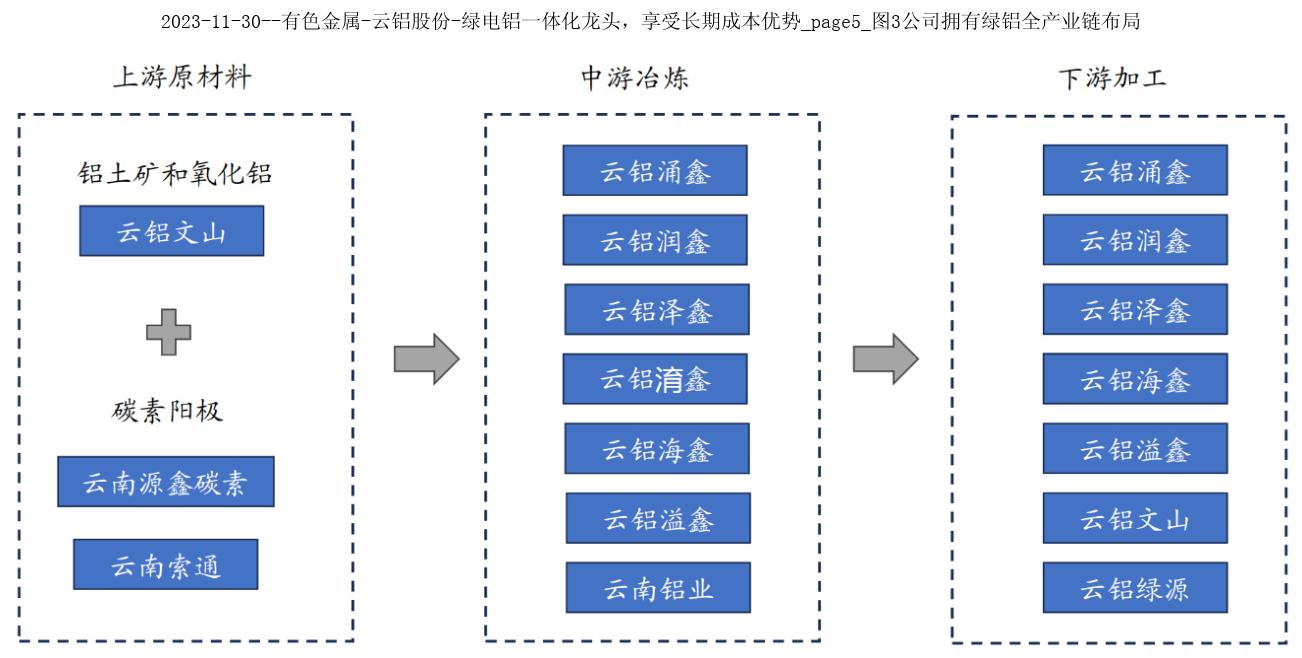 2023-11-30--有色金属-云铝股份-绿电铝一体化龙头，享受长期成本优势_page5_图3公司拥有绿铝全产业链布局
上游原材料
铝土矿和氧化铝
云铝文山
碳素阳极
云南源鑫碳素
云南索通
中游冶炼
云铝涌鑫
云铝润鑫
云铝泽鑫
云铝淯鑫
云铝海鑫
云铝溢鑫
云南铝业
下游加工
云铝涌鑫
云铝润鑫
云铝泽鑫
云铝海鑫
云铝溢鑫
云铝文山
云铝绿源